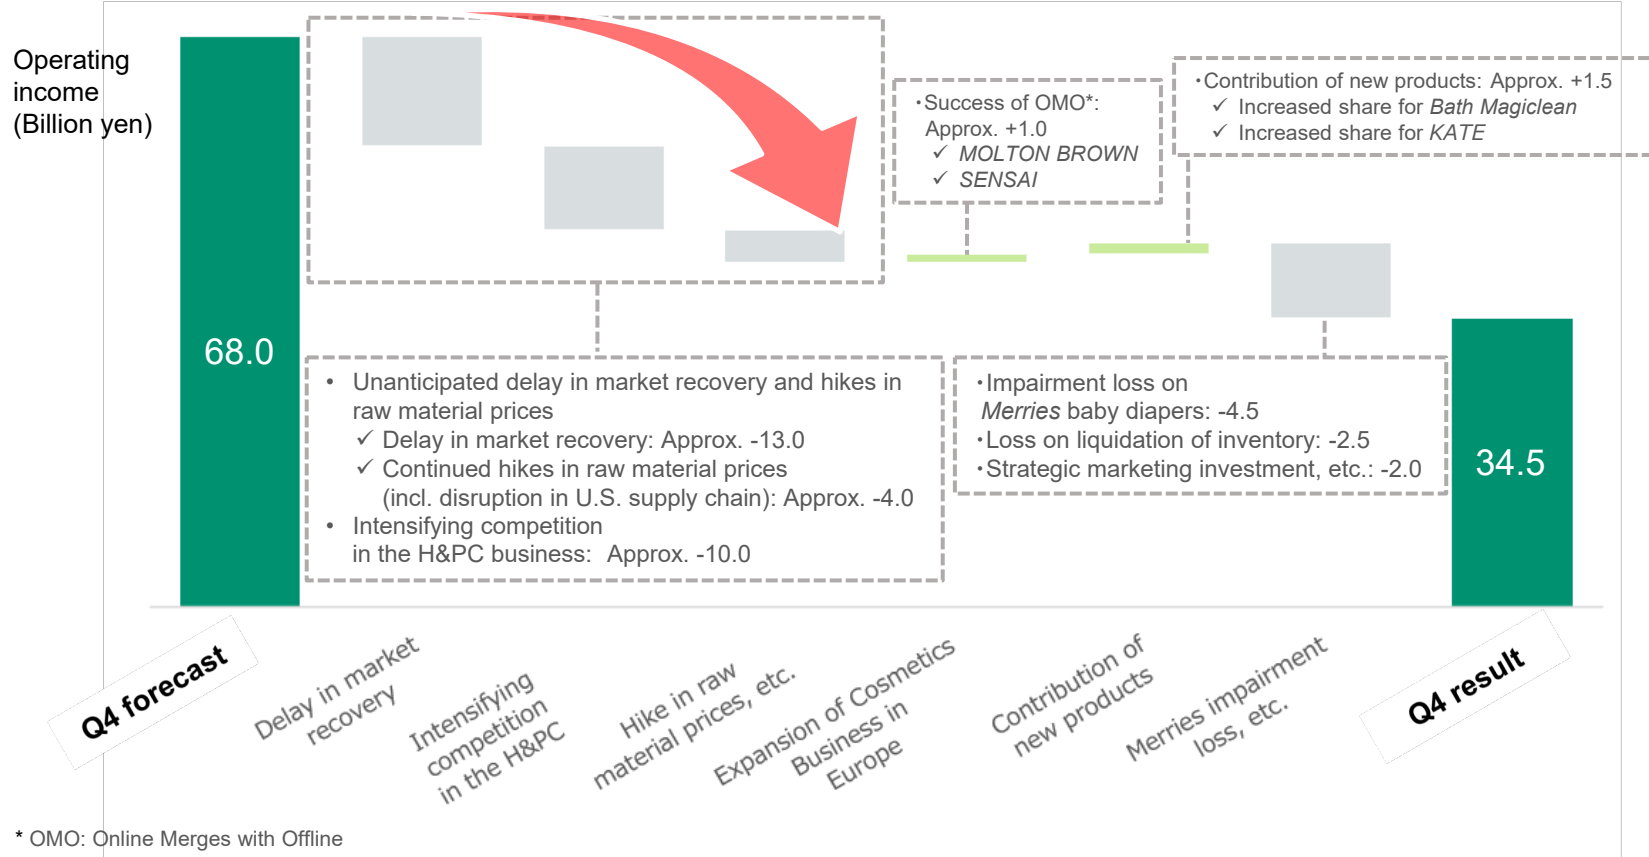 Operating
income
(Billion yen)
・Success of OMO*:
Approx. +1.0
✓ MOLTON BROWN
✓ SENSAI
・Contribution of new products: Approx. +1.5
✓ Increased share for Bath Magiclean
✓ Increased share for KATE
68.0
• Unanticipated delay in market recovery and hikes in
raw material prices
✓ Delay in market recovery: Approx. -13.0
✓ Continued hikes in raw material prices
(incl. disruption in U.S. supply chain): Approx. -4.0
• Intensifying competition
in the H&PC business: Approx. -10.0
・Impairment loss on
Merries baby diapers: -4.5
・Loss on liquidation of inventory: -2.5
・Strategic marketing investment, etc.: -2.0
34.5
Q4 forecast
Delay in market
recovery
Intensifying
competition
in the H&PC
Hike in raw
material prices, etc.
Expansion of Cosmetics
Business in
Europe
Contribution of
new products
Merries impairment
loss, etc.
Q4 result
* OMO: Online Merges with Offline